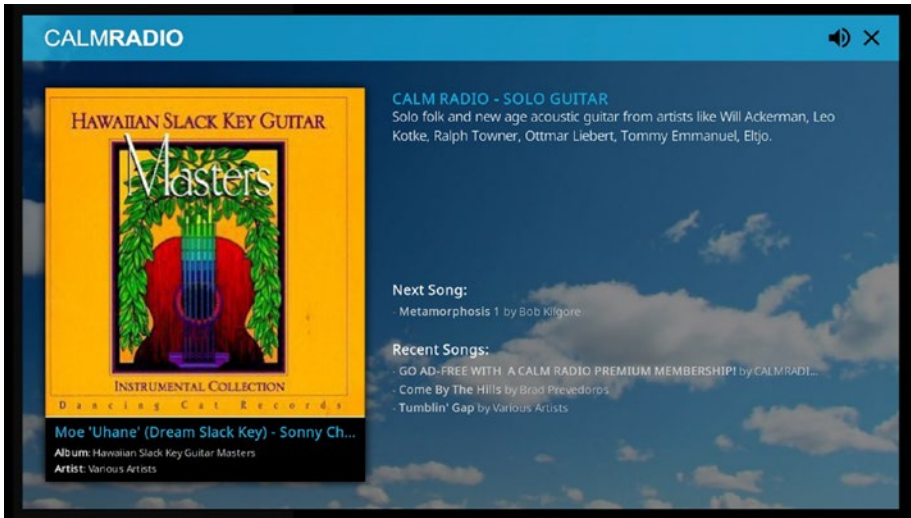 CALMRADIO
HAWAIIAN SLACK KEY GUITAR
Masters
INSTRUMENTAL COLLECTION
Dancing Cat Records
Moe 'Uhane' (Dream Slack Key) - Sonny Ch...
Album: Hawaiian Slack Key Guitar Masters
Artist: Various Artists
CALM RADIO - SOLO GUITAR
Solo folk and new age acoustic guitar from artists like Will Ackerman, Leo
Kotke, Ralph Towner, Ottmar Liebert, Tommy Emmanuel, Eltjo.
Next Song:
- Metamorphosis 1 by Bob Kilgore
Recent Songs:
- GO AD-FREE WITH A CALM RADIO PREMIUM MEMBERSHIP! by CALMRADI...
- Come By The Hills by Brad Prevedoros
- Tumblin' Gap by Various Artists